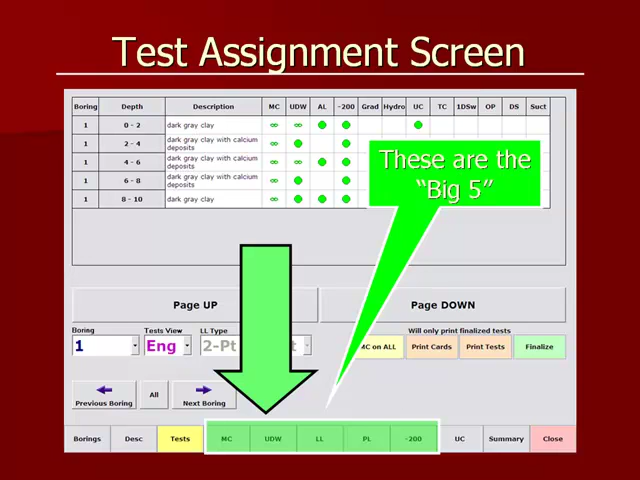 Test Assignment Screen
Boring Depth Description MC UDW AL -200 Grad Hydro UC TC 1DSw OP DS Suct
1 0 - 2 dark gray clay
1 2 - 4 dark gray clay with calcium deposits
1 4 - 6 dark gray clay with calcium deposits
1 6 - 8 dark gray clay with calcium deposits
1 8 - 10 dark gray clay
These are the
“Big 5”
Page UP Page DOWN
Boring Tests View LL Type Will only print finalized tests
1 Eng 2-Pt MC on ALL Print Cards Print Tests Finalize
Previous Boring All Next Boring
Borings Desc Tests MC UDW LL PL -200 UC Summary Close